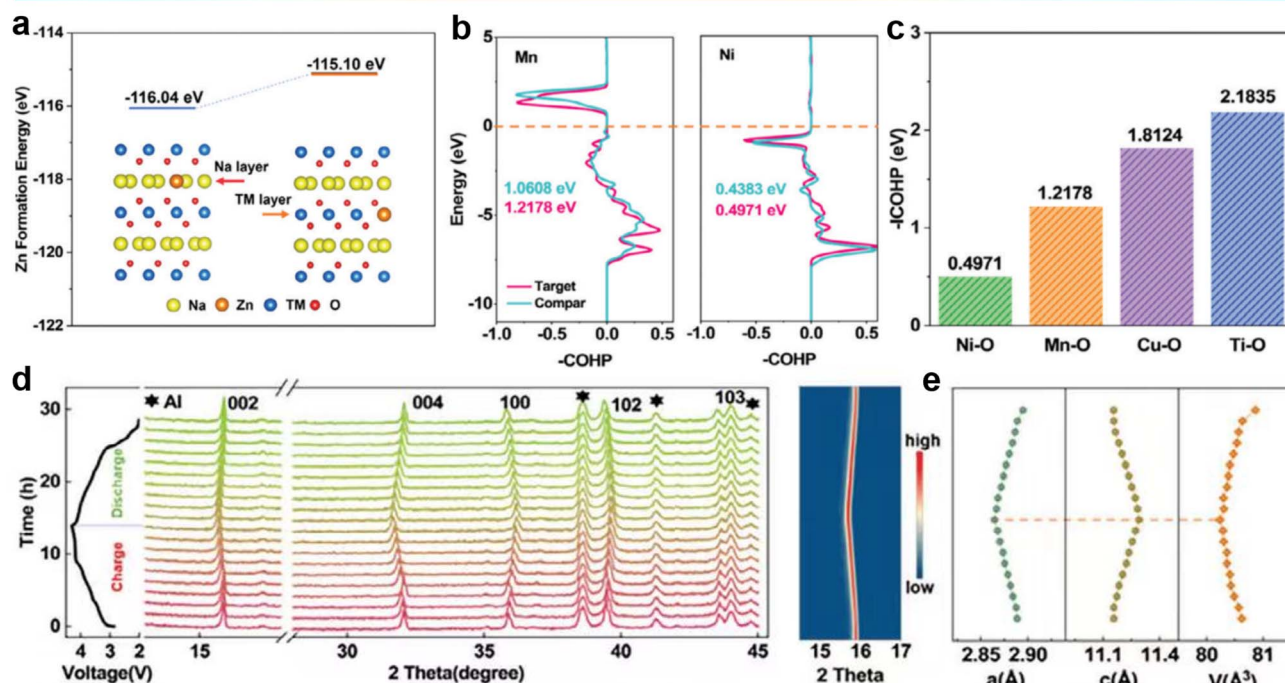 a
-114
-116
-118
-120
-122
Zn Formation Energy (eV)
-116.04 eV
-115.10 eV
Na layer
TM layer
Na Zn TM O
b
5
0
-5
-10
Energy (eV)
Mn
1.0608 eV
1.2178 eV
Target
Compar
-1.0 -0.5 0.0 0.5
-COHP
Ni
0.4383 eV
0.4971 eV
-1.0 -0.5 0.0 0.5
-COHP
c
3
2
1
0
-ICOHP (eV)
0.4971
1.2178
1.8124
2.1835
Ni-O Mn-O Cu-O Ti-O
d
30
20
10
0
Time (h)
Discharge
Charge
4 3 2
Voltage(V)
Al
002
004
100
102
103
15 30 35 40 45
2 Theta(degree)
high
low
15 16 17
2 Theta
e
2.85 2.90
a(Å)
11.1 11.4
c(Å)
80 81
V(Å³)